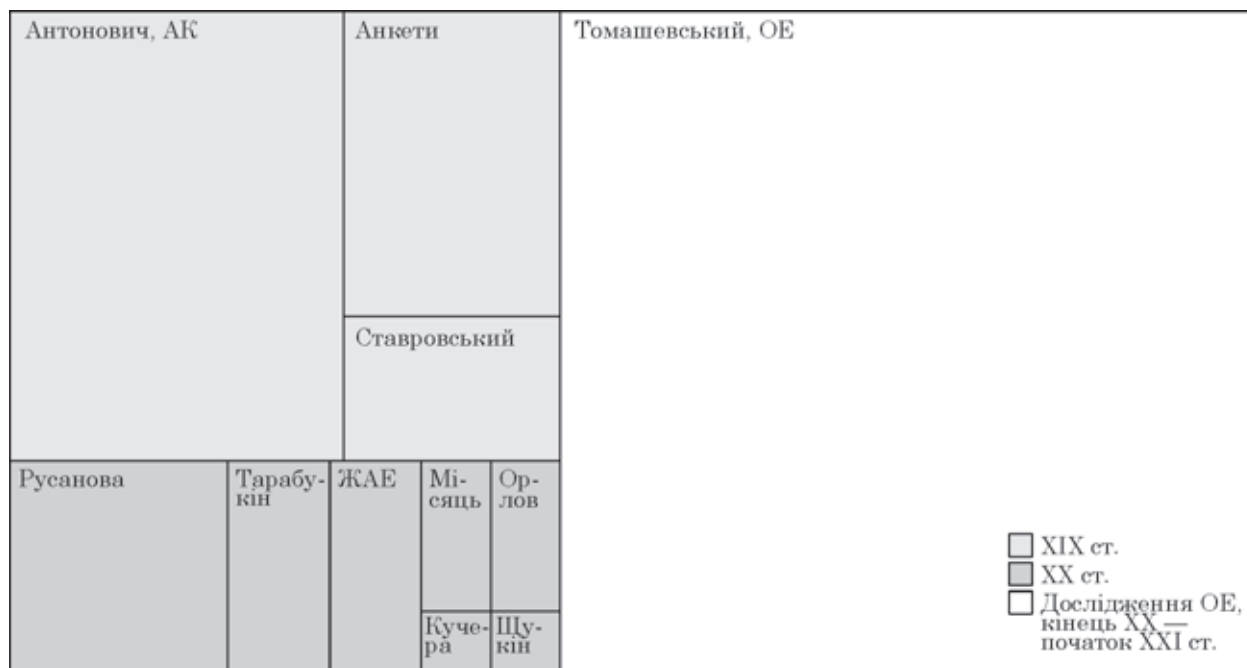 Антонович, АК
Анкети
Томашевський, ОЕ
Ставровський
Русанова
Тарабу-
кін
ЖАЕ
Мі-
сяць
Ор-
лов
Куче-
ра
Щу-
кін
XIX ст.
XX ст.
Дослідження ОЕ,
кінець XX —
початок XXI ст.